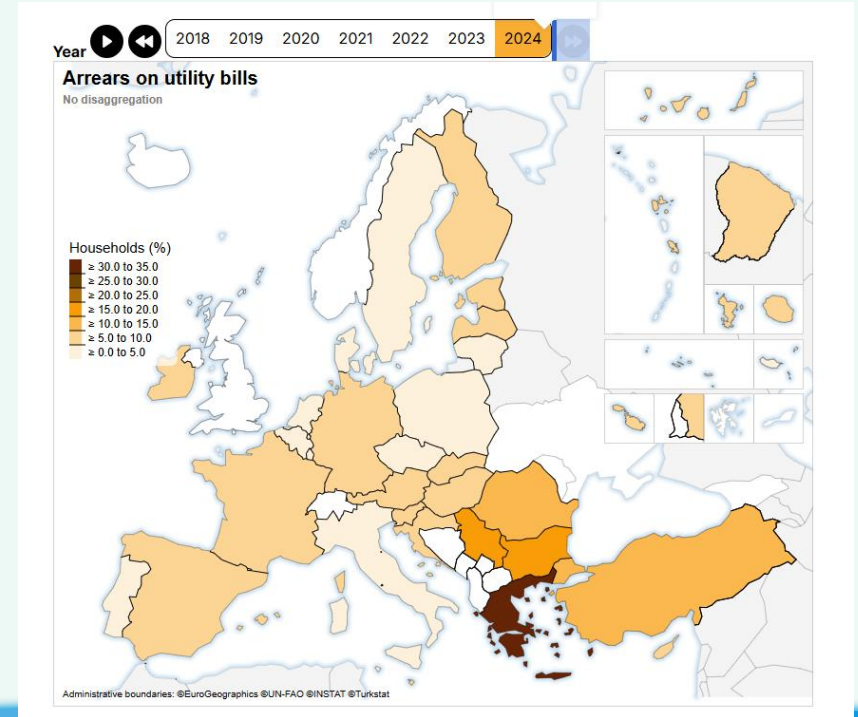 Year 2018 2019 2020 2021 2022 2023 2024
Arrears on utility bills
No disaggregation
Households (%)
≥ 30.0 to 35.0
≥ 25.0 to 30.0
≥ 20.0 to 25.0
≥ 15.0 to 20.0
≥ 10.0 to 15.0
≥ 5.0 to 10.0
≥ 0.0 to 5.0
Administrative boundaries: ©EuroGeographics ©UN-FAO ©INSTAT ©Turkstat